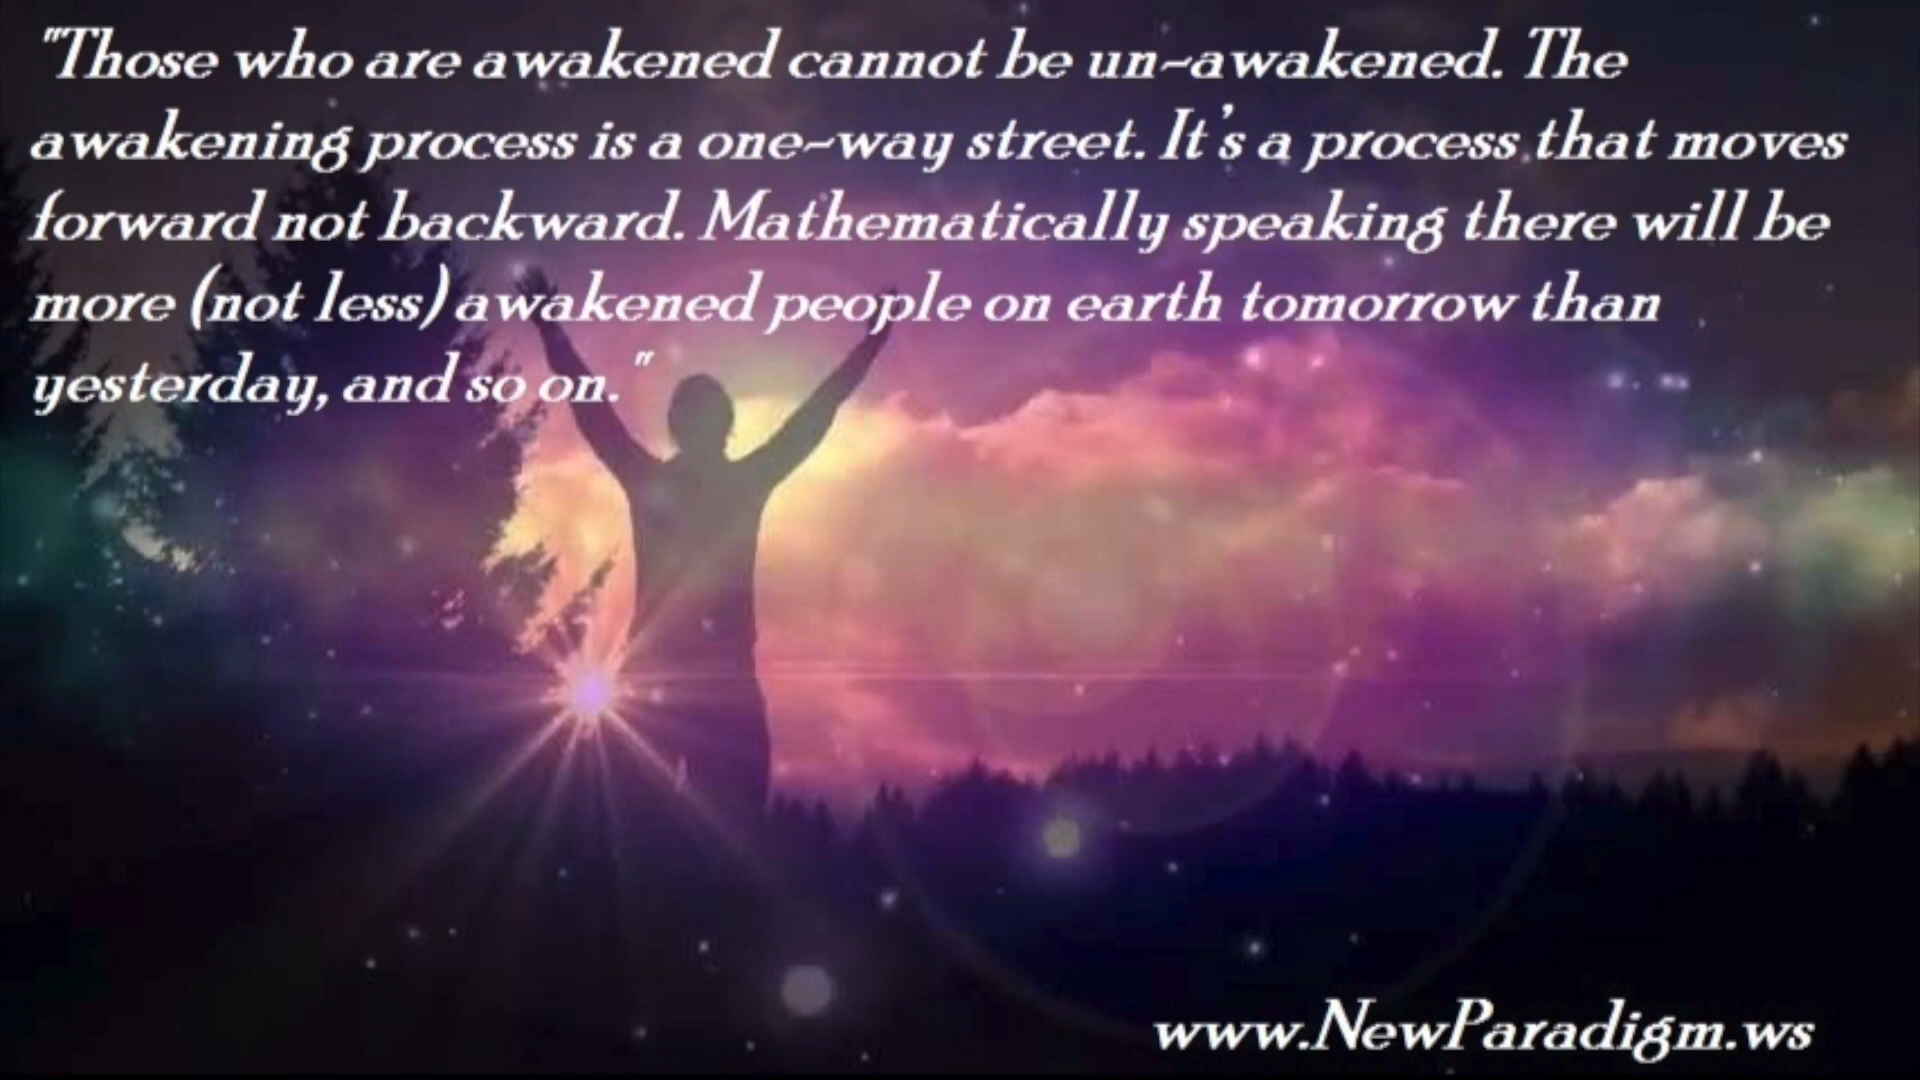 "Those who are awakened cannot be un-awakened. The
awakening process is a one-way street. It's a process that moves
forward not backward. Mathematically speaking there will be
more (not less) awakened people on earth tomorrow than
yesterday, and so on."
www.NewParadigm.ws